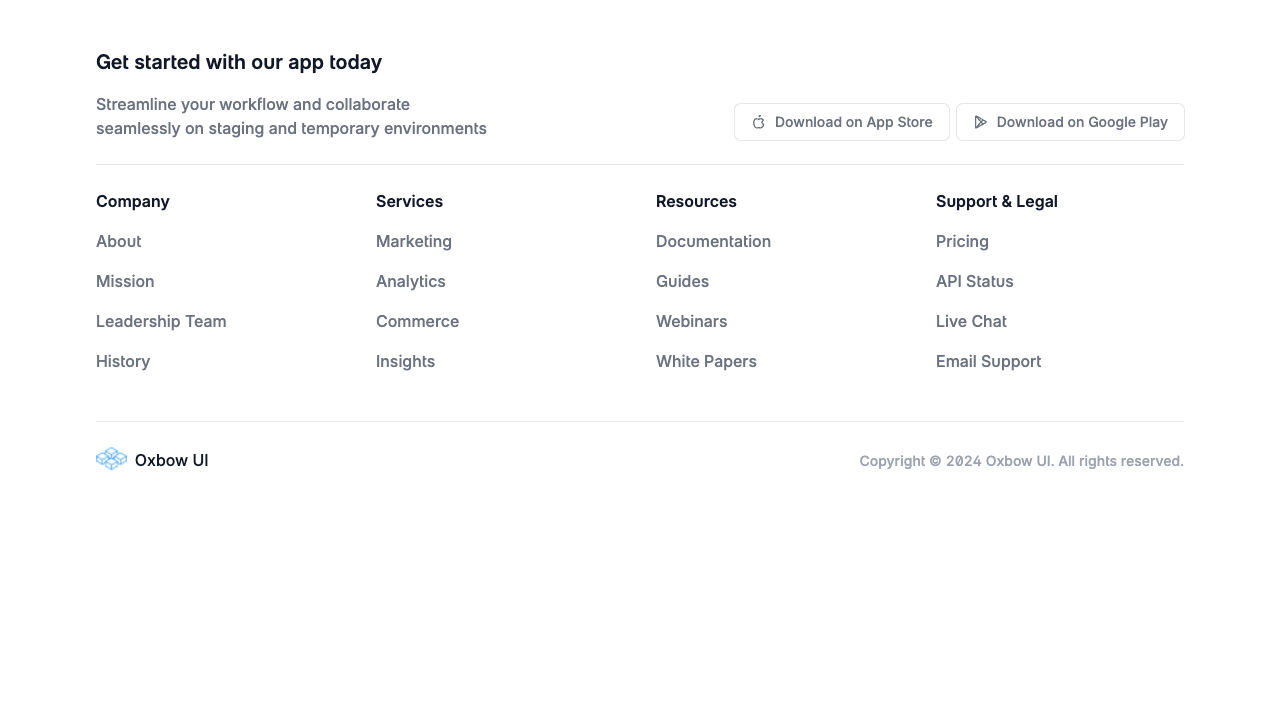 Get started with our app today
Streamline your workflow and collaborate
seamlessly on staging and temporary environments
Download on App Store
Download on Google Play
Company
About
Mission
Leadership Team
History
Services
Marketing
Analytics
Commerce
Insights
Resources
Documentation
Guides
Webinars
White Papers
Support & Legal
Pricing
API Status
Live Chat
Email Support
Oxbow UI
Copyright © 2024 Oxbow UI. All rights reserved.